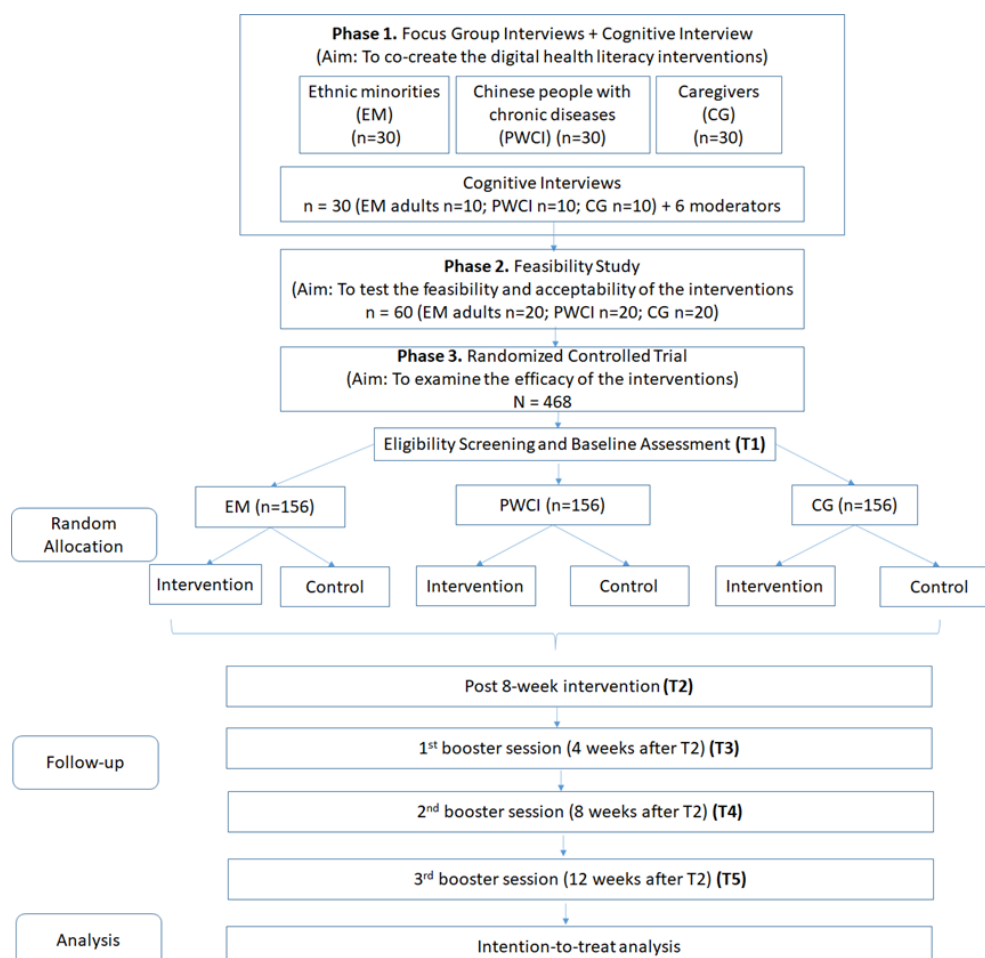 Phase 1. Focus Group Interviews + Cognitive Interview
(Aim: To co-create the digital health literacy interventions)
Ethnic minorities
(EM)
(n=30)
Chinese people with
chronic diseases
(PWCI) (n=30)
Caregivers
(CG)
(n=30)
Cognitive Interviews
n = 30 (EM adults n=10; PWCI n=10; CG n=10) + 6 moderators
Phase 2. Feasibility Study
(Aim: To test the feasibility and acceptability of the interventions
n = 60 (EM adults n=20; PWCI n=20; CG n=20)
Phase 3. Randomized Controlled Trial
(Aim: To examine the efficacy of the interventions)
N = 468
Eligibility Screening and Baseline Assessment (T1)
EM (n=156)
PWCI (n=156)
CG (n=156)
Random
Allocation
Intervention
Control
Intervention
Control
Intervention
Control
Post 8-week intervention (T2)
1st booster session (4 weeks after T2) (T3)
Follow-up
2nd booster session (8 weeks after T2) (T4)
3rd booster session (12 weeks after T2) (T5)
Analysis
Intention-to-treat analysis